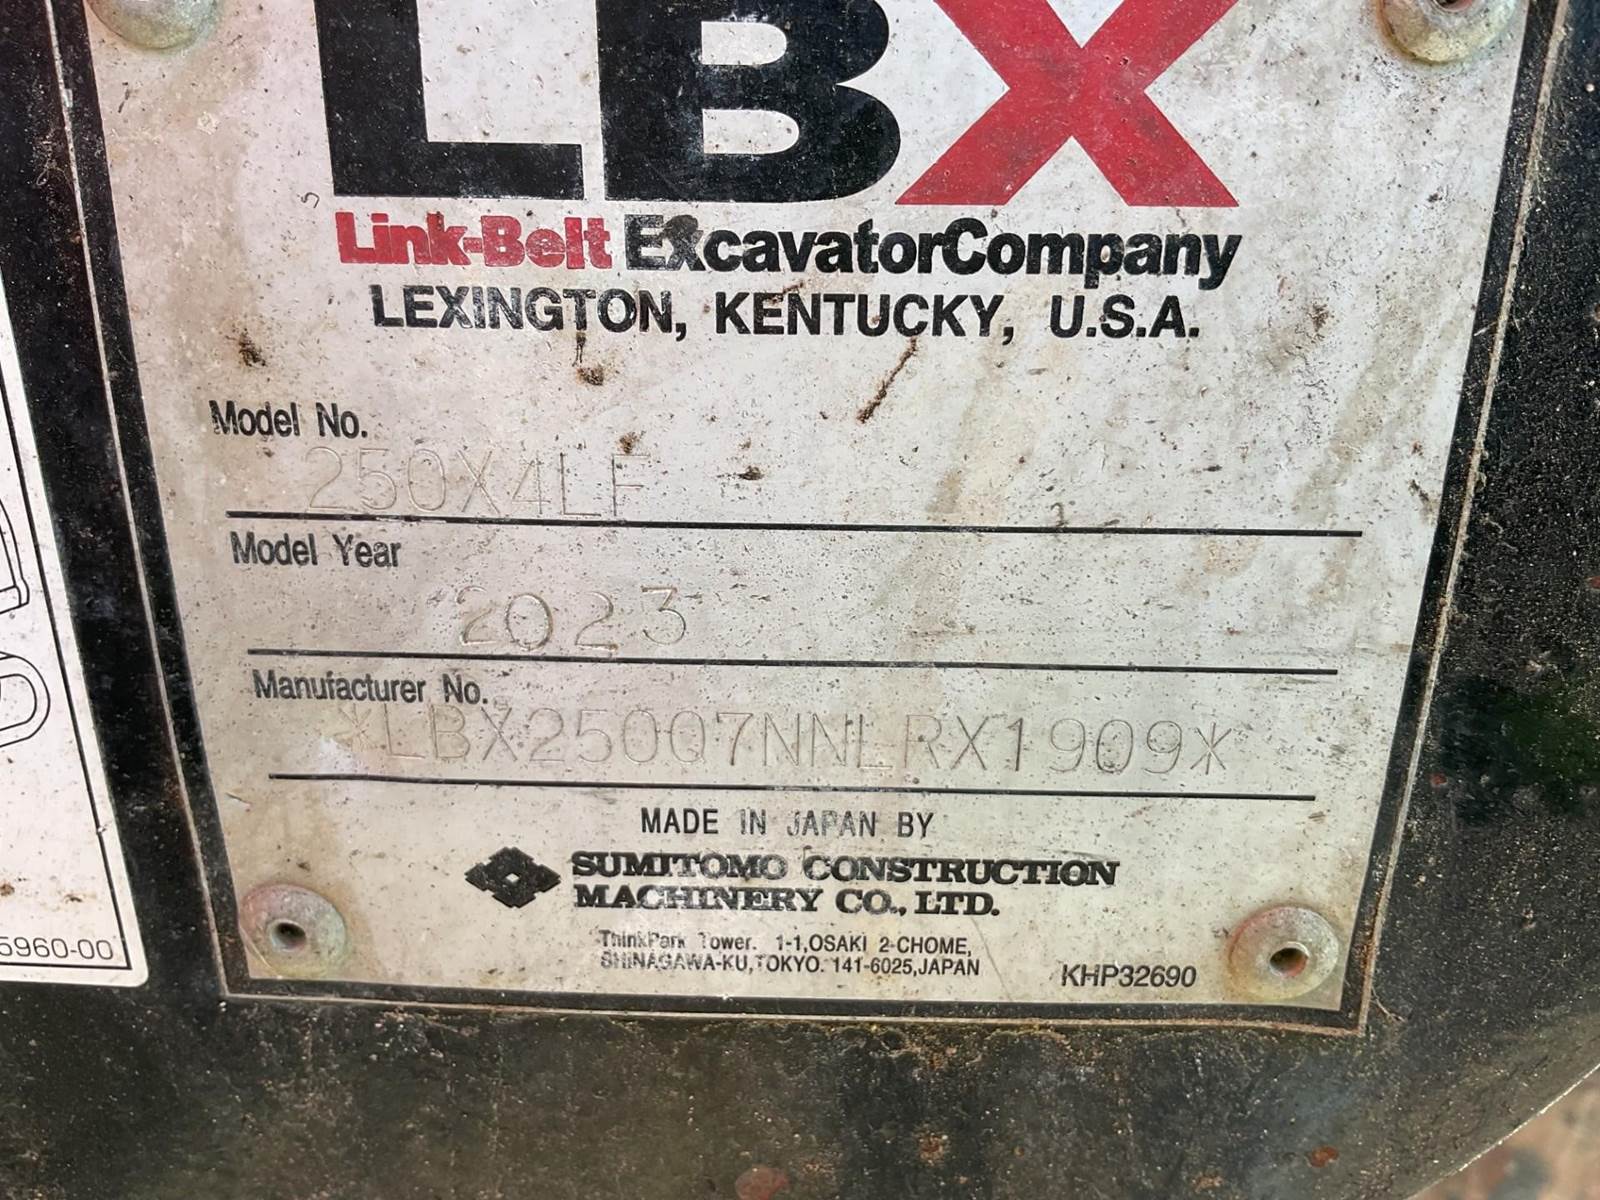 LBX
Link-Belt ExcavatorCompany
LEXINGTON, KENTUCKY, U.S.A.
Model No.
250X4LF
Model Year
2023
Manufacturer No.
*LBX250Q7NNLRX1909*
MADE IN JAPAN BY
SUMITOMO CONSTRUCTION
MACHINERY CO., LTD.
ThinkPark Tower. 1-1,OSAKI 2-CHOME,
SHINAGAWA-KU,TOKYO. 141-6025,JAPAN
KHP32690
5960-00